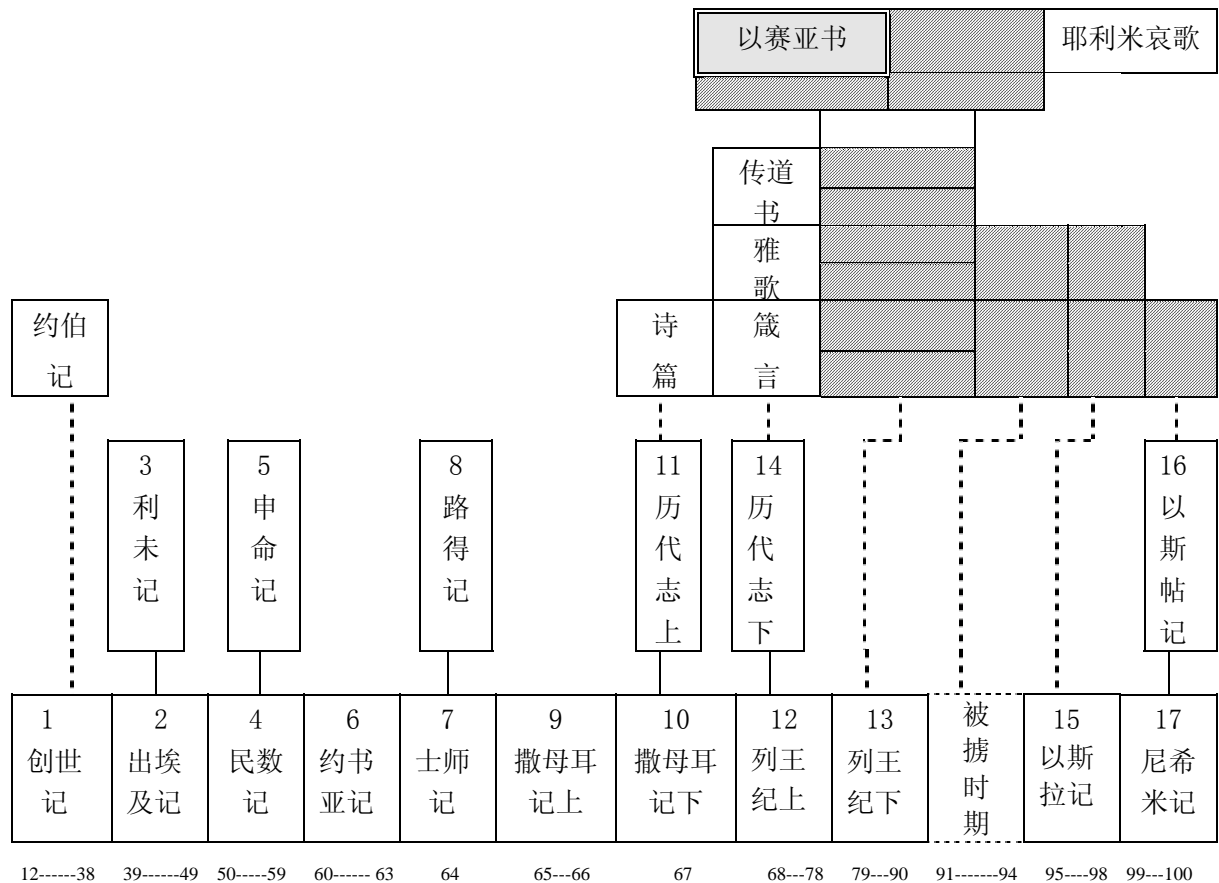 以赛亚书
耶利米哀歌
传道
书
雅
歌
约伯
记
诗
篇
箴
言
3
利
未
记
5
申
命
记
8
路
得
记
11
历
代
志
上
14
历
代
志
下
16
以
斯
帖
记
1
创世
记
2
出埃
及记
4
民数
记
6
约书
亚记
7
士师
记
9
撒母耳
记上
10
撒母耳
记下
12
列王
纪上
13
列王
纪下
被
掳
时
期
15
以斯
拉记
17
尼希
米记
12------38 39------49 50-----59 60------ 63 64 65---66 67 68---78 79---90 91-------94 95----98 99---100